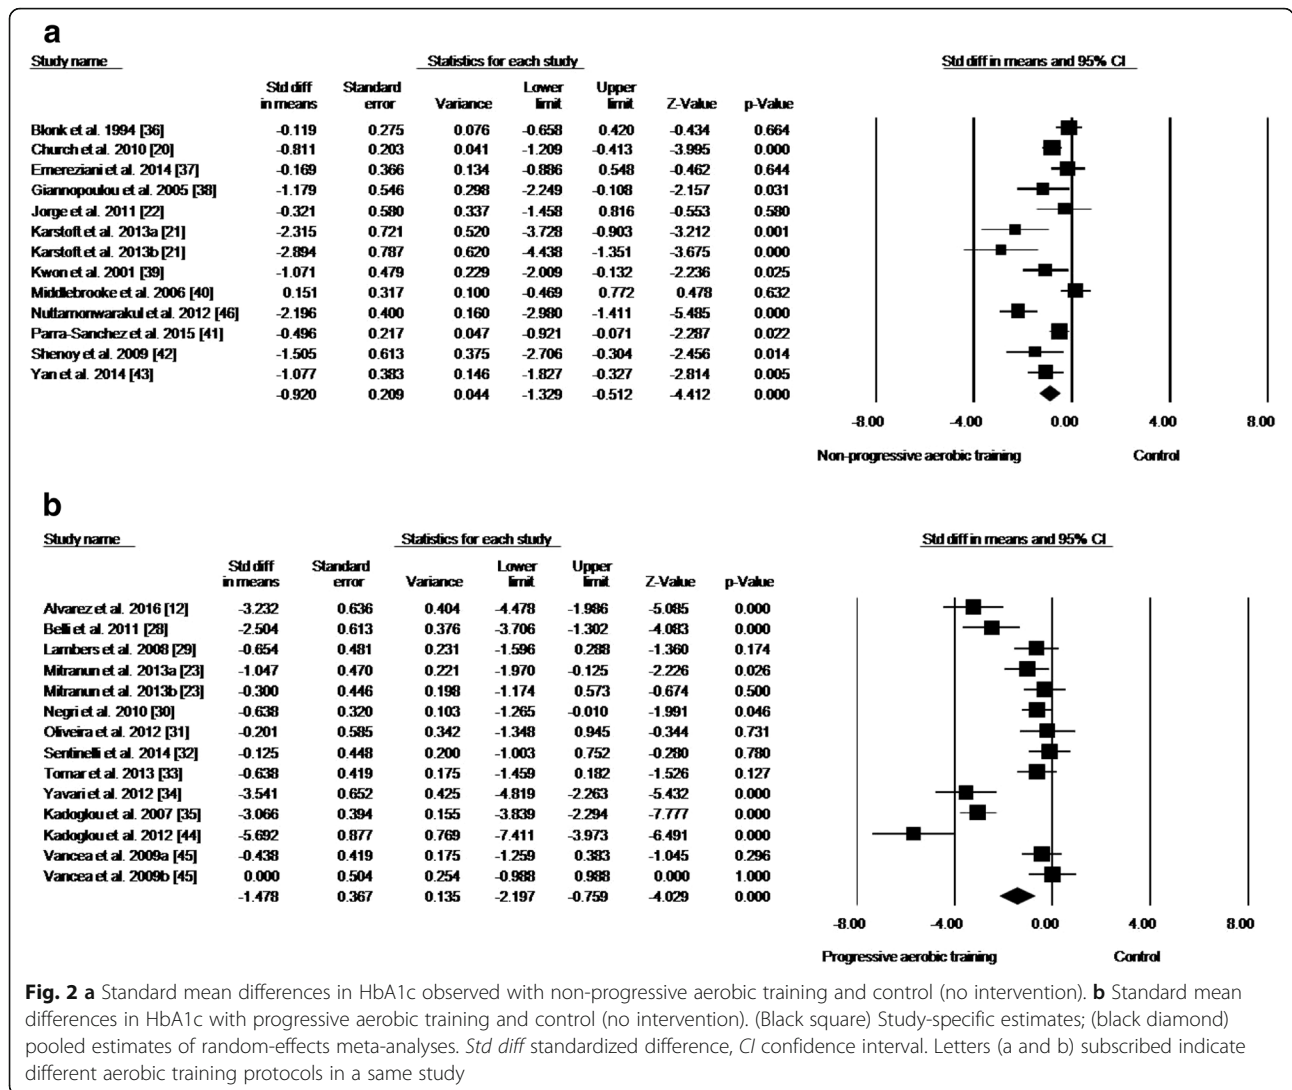 a
Study name Statistics for each study Std diff in means and 95% CI
Std diff Standard Lower Upper
in means error Variance limit limit Z-Value p-Value
Blonk et al. 1994 [36] -0.119 0.275 0.076 -0.658 0.420 -0.434 0.664
Church et al. 2010 [20] -0.811 0.203 0.041 -1.209 -0.413 -3.995 0.000
Emereziani et al. 2014 [37] -0.169 0.366 0.134 -0.886 0.548 -0.462 0.644
Giannopoulou et al. 2005 [38] -1.179 0.546 0.298 -2.249 -0.108 -2.157 0.031
Jorge et al. 2011 [22] -0.321 0.580 0.337 -1.458 0.816 -0.553 0.580
Karstoft et al. 2013a [21] -2.315 0.721 0.520 -3.728 -0.903 -3.212 0.001
Karstoft et al. 2013b [21] -2.894 0.787 0.620 -4.438 -1.351 -3.675 0.000
Kwon et al. 2001 [39] -1.071 0.479 0.229 -2.009 -0.132 -2.236 0.025
Middlebrooke et al. 2006 [40] 0.151 0.317 0.100 -0.469 0.772 0.478 0.632
Nuttamonwarakul et al. 2012 [46] -2.196 0.400 0.160 -2.980 -1.411 -5.485 0.000
Parra-Sanchez et al. 2015 [41] -0.496 0.217 0.047 -0.921 -0.071 -2.287 0.022
Shenoy et al. 2009 [42] -1.505 0.613 0.375 -2.706 -0.304 -2.456 0.014
Yan et al. 2014 [43] -1.077 0.383 0.146 -1.827 -0.327 -2.814 0.005
-0.920 0.209 0.044 -1.329 -0.512 -4.412 0.000
-8.00 -4.00 0.00 4.00 8.00
Non-progressive aerobic training Control
b
Study name Statistics for each study Std diff in means and 95% CI
Std diff Standard Lower Upper
in means error Variance limit limit Z-Value p-Value
Alvarez et al. 2016 [12] -3.232 0.636 0.404 -4.478 -1.986 -5.085 0.000
Belli et al. 2011 [28] -2.504 0.613 0.376 -3.706 -1.302 -4.083 0.000
Lambers et al. 2008 [29] -0.654 0.481 0.231 -1.596 0.288 -1.360 0.174
Mitranun et al. 2013a [23] -1.047 0.470 0.221 -1.970 -0.125 -2.226 0.026
Mitranun et al. 2013b [23] -0.300 0.446 0.198 -1.174 0.573 -0.674 0.500
Negri et al. 2010 [30] -0.638 0.320 0.103 -1.265 -0.010 -1.991 0.046
Oliveira et al. 2012 [31] -0.201 0.585 0.342 -1.348 0.945 -0.344 0.731
Sentinelli et al. 2014 [32] -0.125 0.448 0.200 -1.003 0.752 -0.280 0.780
Tomar et al. 2013 [33] -0.638 0.419 0.175 -1.459 0.182 -1.526 0.127
Yavari et al. 2012 [34] -3.541 0.652 0.425 -4.819 -2.263 -5.432 0.000
Kadoglou et al. 2007 [35] -3.066 0.394 0.155 -3.839 -2.294 -7.777 0.000
Kadoglou et al. 2012 [44] -5.692 0.877 0.769 -7.411 -3.973 -6.491 0.000
Vancea et al. 2009a [45] -0.438 0.419 0.175 -1.259 0.383 -1.045 0.296
Vancea et al. 2009b [45] 0.000 0.504 0.254 -0.988 0.988 0.000 1.000
-1.478 0.367 0.135 -2.197 -0.759 -4.029 0.000
-8.00 -4.00 0.00 4.00 8.00
Progressive aerobic training Control
Fig. 2 a Standard mean differences in HbA1c observed with non-progressive aerobic training and control (no intervention). b Standard mean
differences in HbA1c with progressive aerobic training and control (no intervention). (Black square) Study-specific estimates; (black diamond)
pooled estimates of random-effects meta-analyses. Std diff standardized difference, CI confidence interval. Letters (a and b) subscribed indicate
different aerobic training protocols in a same study